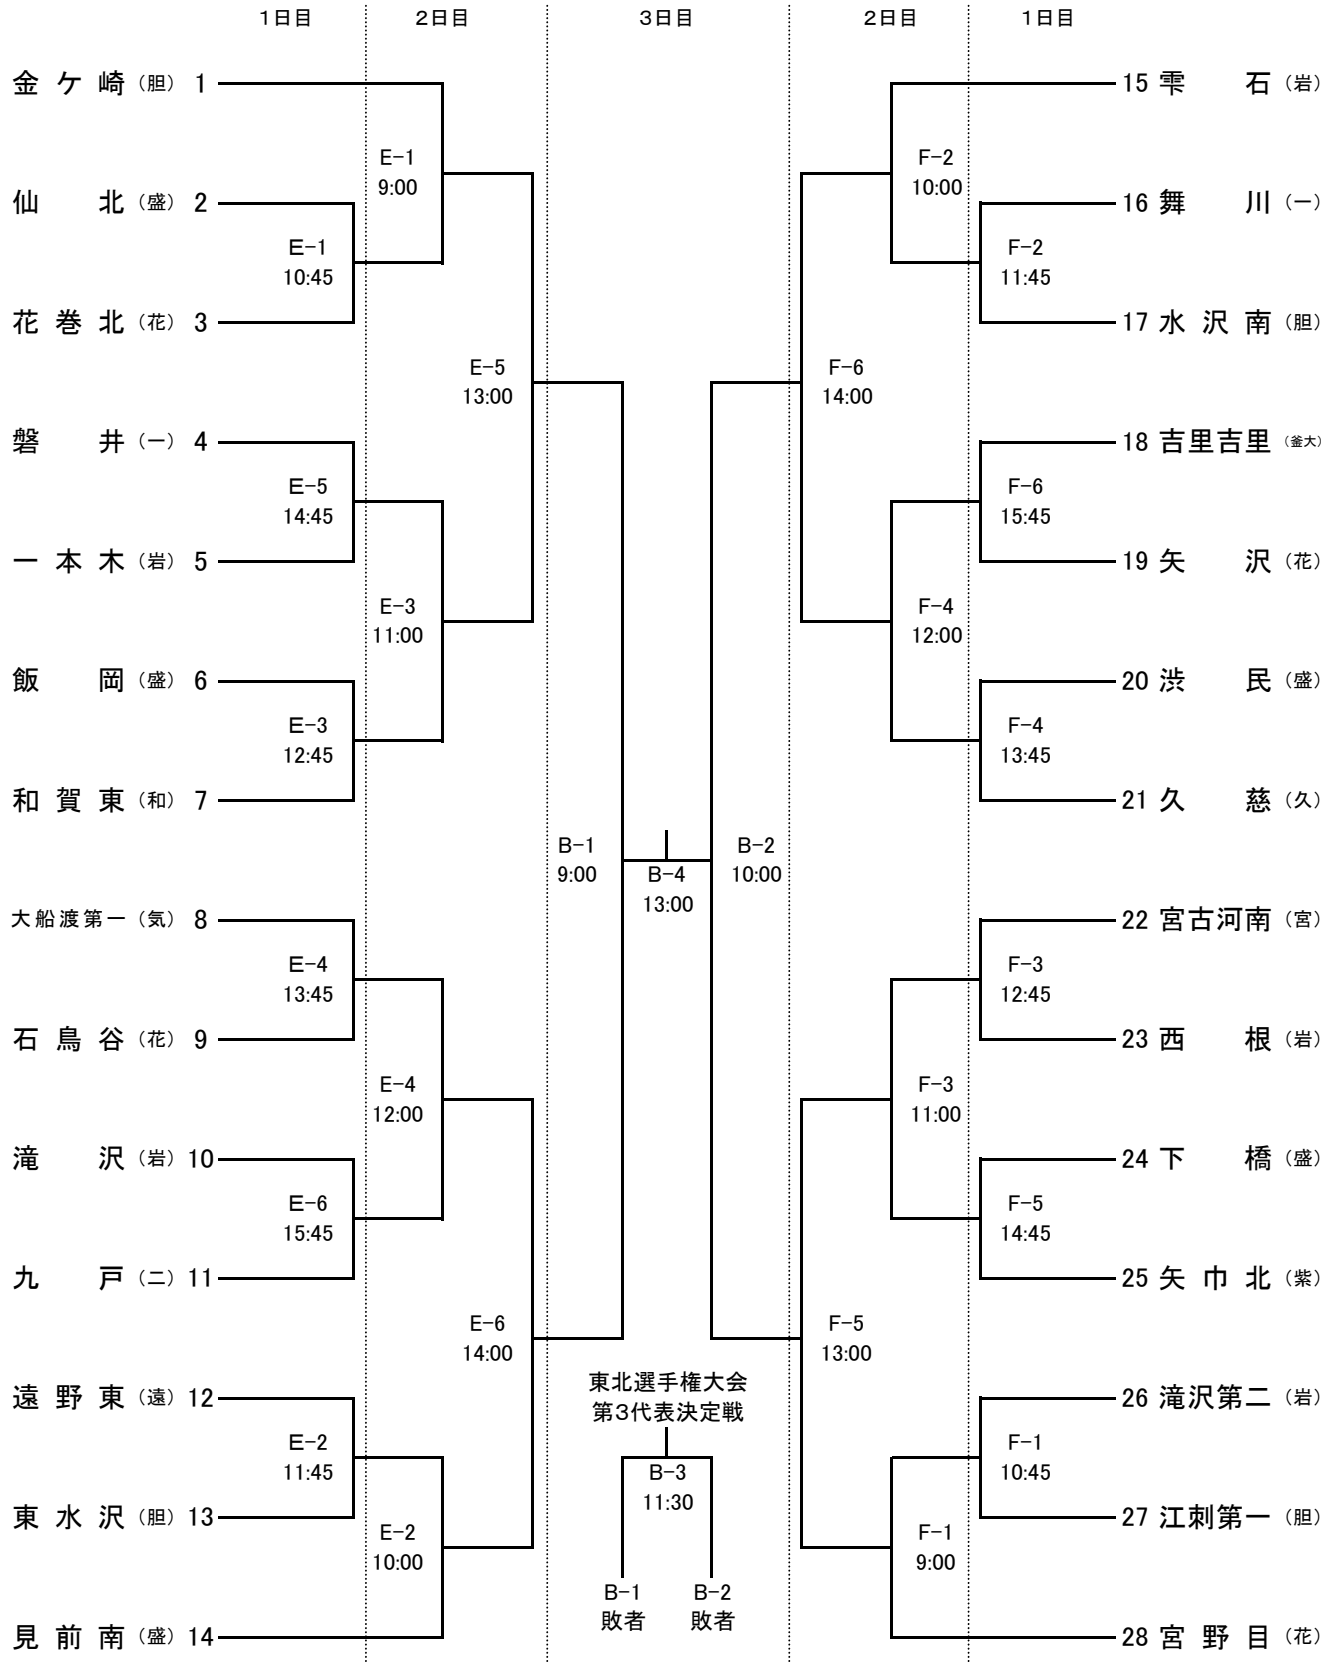 1日目 2日目 3日目 2日目 1日目
金ケ崎（胆）1
E-1
9:00
仙北（盛）2
E-1
10:45
花巻北（花）3
E-5
13:00
磐井（一）4
E-5
14:45
一本木（岩）5
E-3
11:00
飯岡（盛）6
E-3
12:45
和賀東（和）7
大船渡第一（気）8
E-4
13:45
石鳥谷（花）9
E-4
12:00
滝沢（岩）10
E-6
15:45
九戸（二）11
E-6
14:00
遠野東（遠）12
E-2
11:45
東水沢（胆）13
E-2
10:00
見前南（盛）14
B-1
9:00
B-4
13:00
B-2
10:00
東北選手権大会
第3代表決定戦
B-3
11:30
B-1 B-2
敗者 敗者
15 雫石（岩）
F-2
10:00
16 舞川（一）
F-2
11:45
17 水沢南（胆）
F-6
14:00
18 吉里吉里（釜大）
F-6
15:45
19 矢沢（花）
F-4
12:00
20 渋民（盛）
F-4
13:45
21 久慈（久）
22 宮古河南（宮）
F-3
12:45
23 西根（岩）
F-3
11:00
24 下橋（盛）
F-5
14:45
25 矢巾北（紫）
F-5
13:00
26 滝沢第二（岩）
F-1
10:45
27 江刺第一（胆）
F-1
9:00
28 宮野目（花）